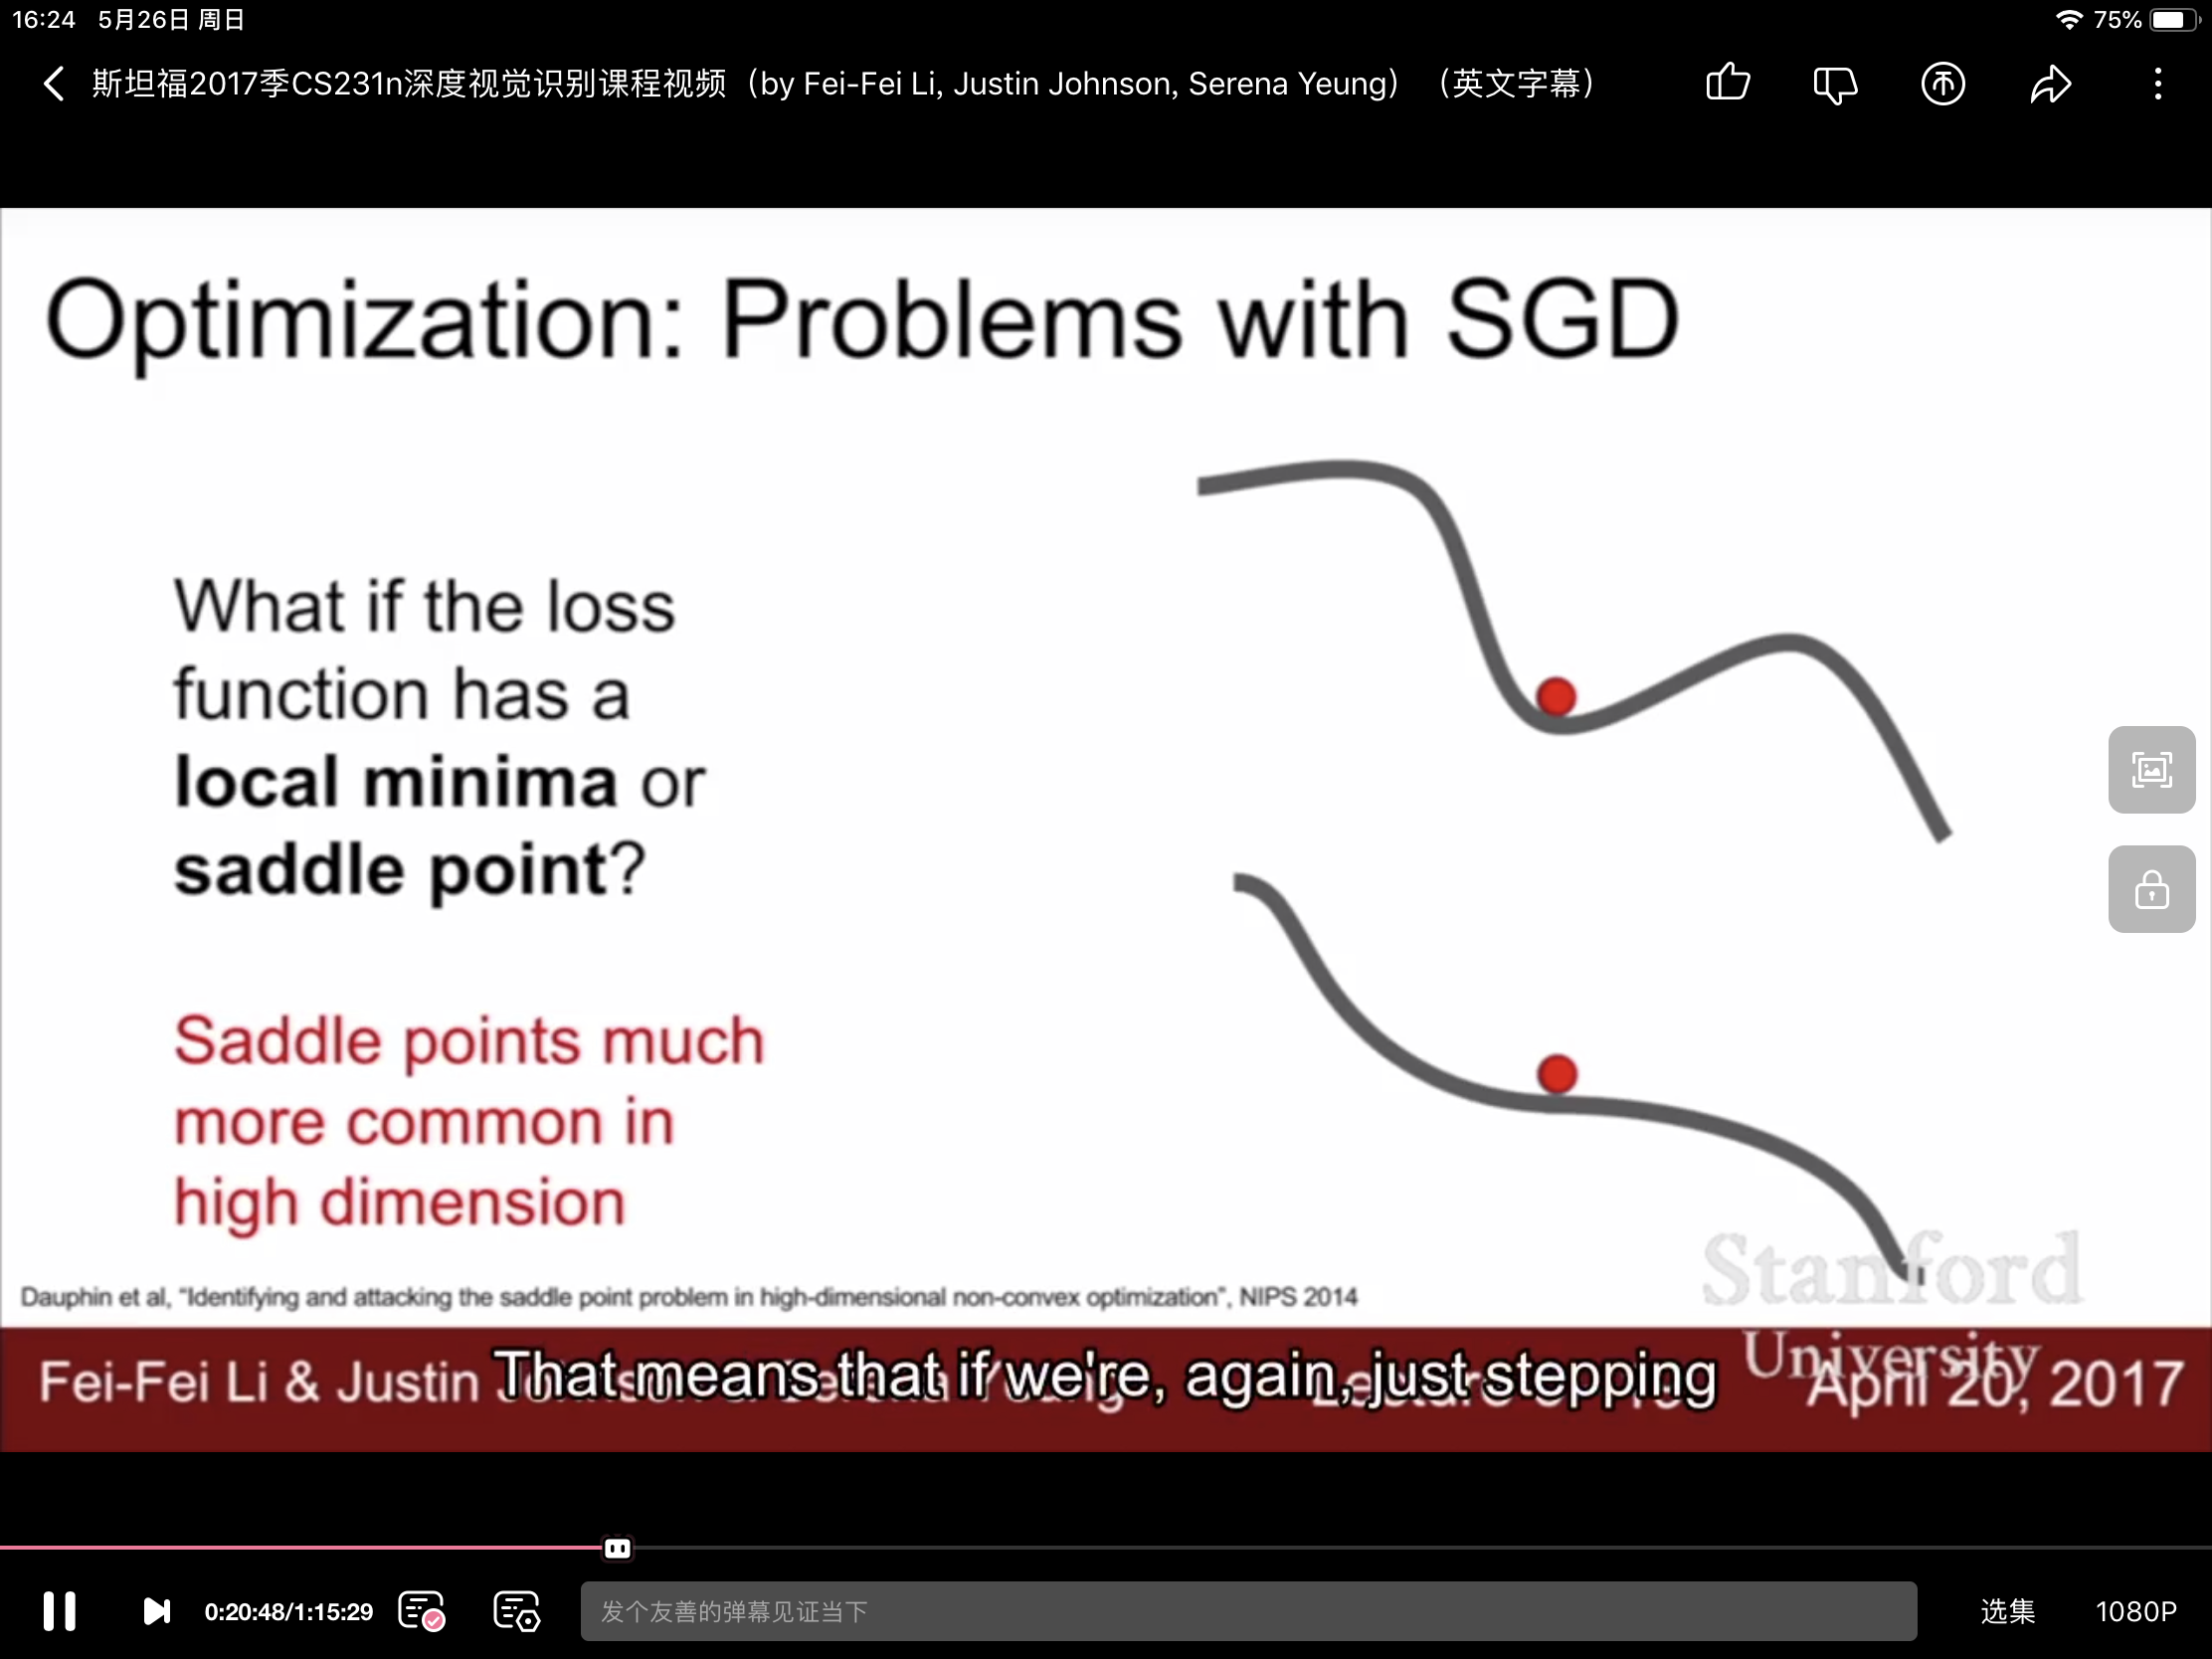 16:24 5月26日 周日
75%
斯坦福2017季CS231n深度视觉识别课程视频（by Fei-Fei Li, Justin Johnson, Serena Yeung）（英文字幕）
Optimization: Problems with SGD
What if the loss
function has a
local minima or
saddle point?
Saddle points much
more common in
high dimension
Dauphin et al, “Identifying and attacking the saddle point problem in high-dimensional non-convex optimization”, NIPS 2014
Stanford
University
Fei-Fei Li & Justin
April 20, 2017
That means that if we're, again, just stepping
0:20:48/1:15:29
发个友善的弹幕见证当下
选集
1080P